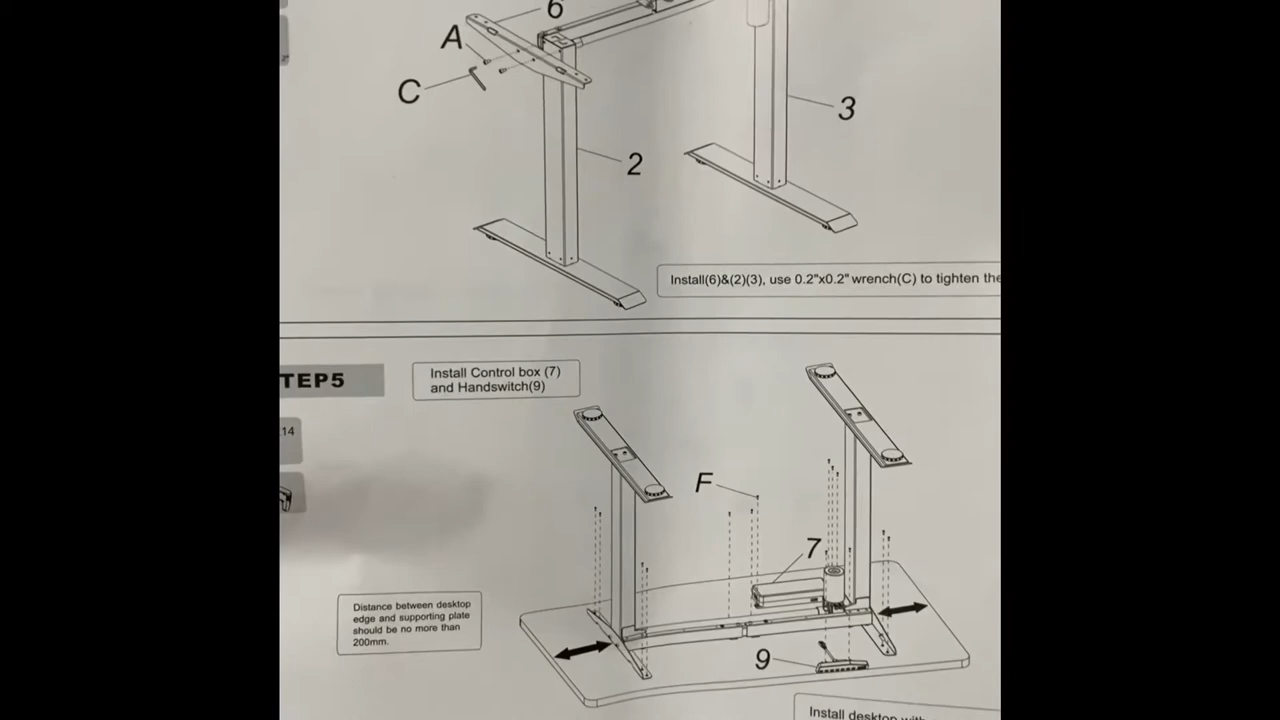 6
A
C
3
2
Install(6)&(2)(3), use 0.2"x0.2" wrench(C) to tighten the
TEP5
Install Control box (7)
and Handswitch(9)
14
F
7
Distance between desktop
edge and supporting plate
should be no more than
200mm.
9
Install desktop with